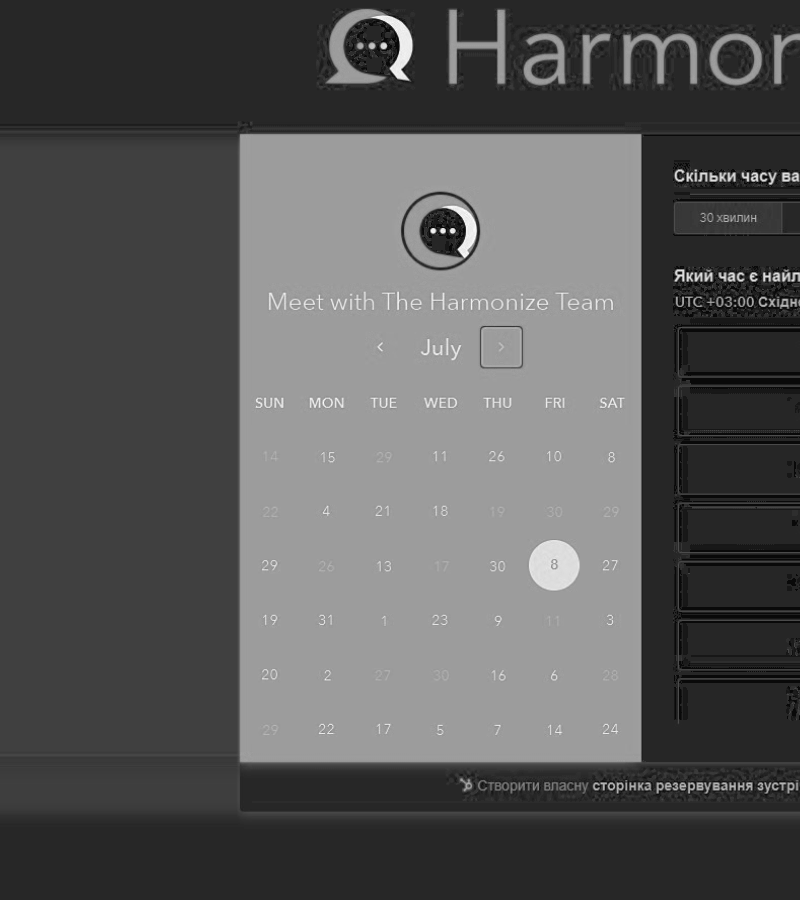 Harmon
Meet with The Harmonize Team
July
SUN MON TUE WED THU FRI SAT
14 15 29 11 26 10 8
22 4 21 18 19 30 29
29 26 13 17 30 8 27
19 31 1 23 9 11 3
20 2 27 30 16 6 28
29 22 17 5 7 14 24
Скільки часу ва
30 хвилин
Який час є найл
UTC +03:00 Східно
Створити власну сторінка резервування зустрі